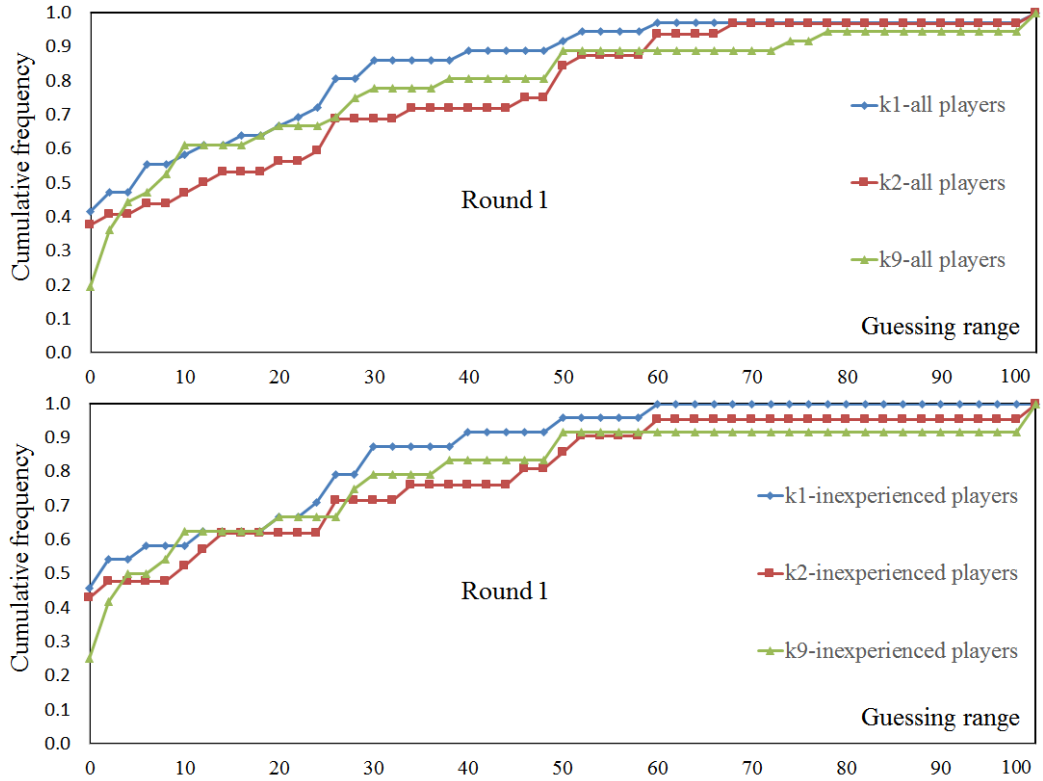 1.0
0.9
0.8
0.7
0.6
0.5
0.4
0.3
0.2
0.1
0.0
Cumulative frequency
k1-all players
k2-all players
Round 1
k9-all players
Guessing range
0 10 20 30 40 50 60 70 80 90 100
1.0
0.9
0.8
0.7
0.6
0.5
0.4
0.3
0.2
0.1
0.0
Cumulative frequency
k1-inexperienced players
k2-inexperienced players
Round 1
k9-inexperienced players
Guessing range
0 10 20 30 40 50 60 70 80 90 100